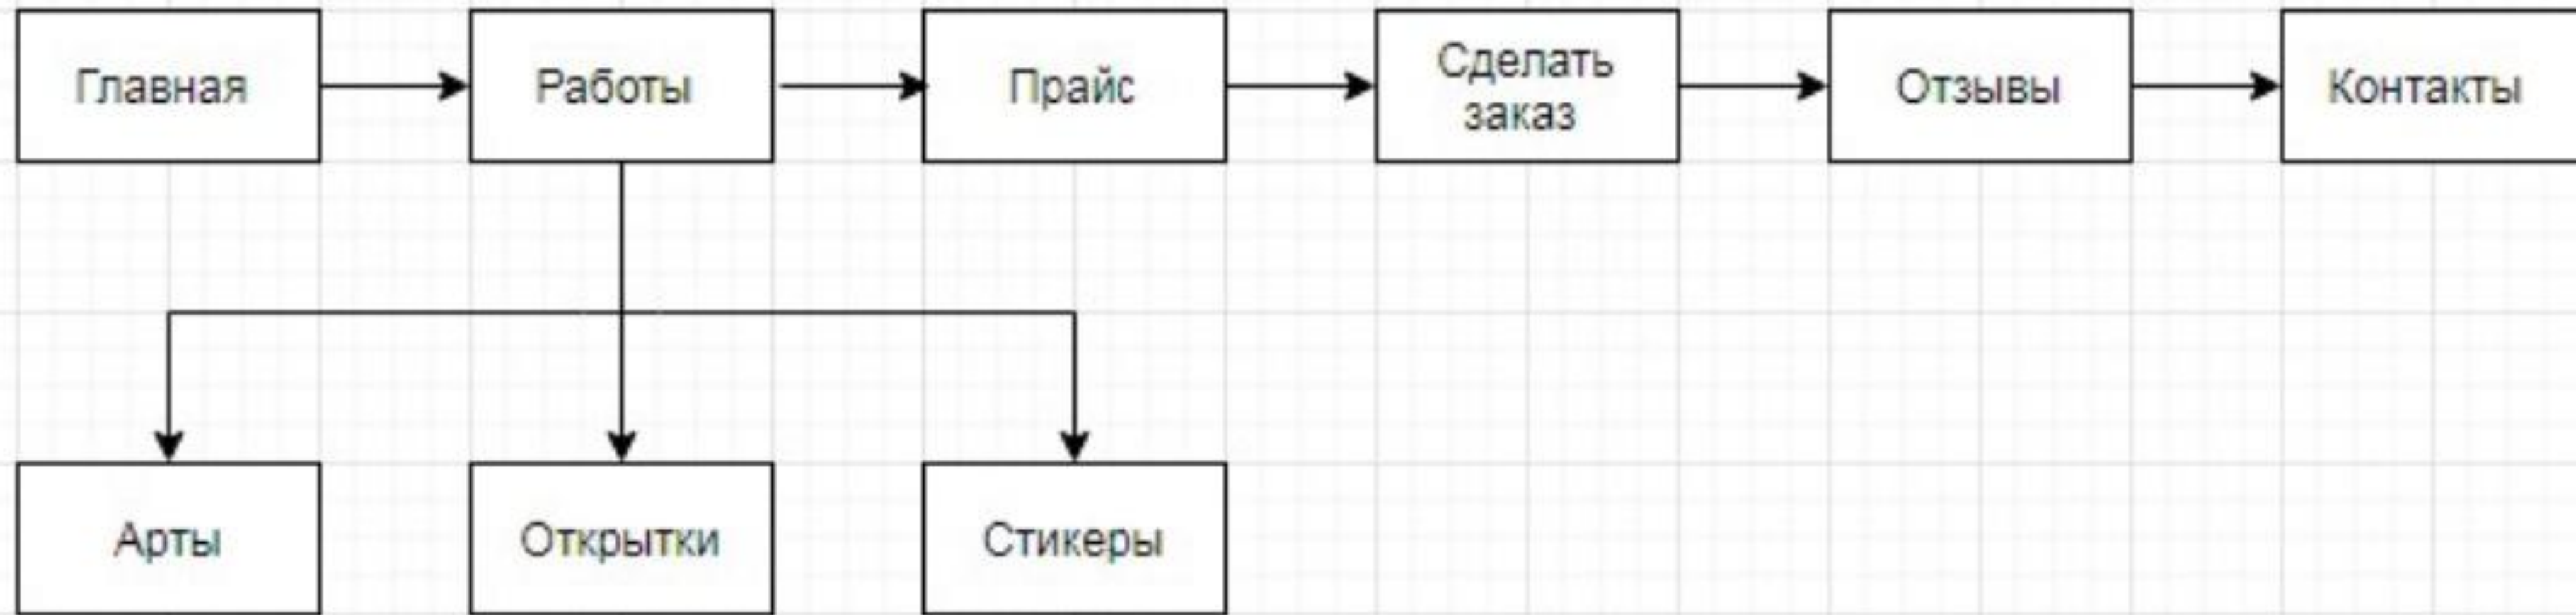 Главная
Работы
Прайс
Сделать
заказ
Отзывы
Контакты
Арты
Открытки
Стикеры